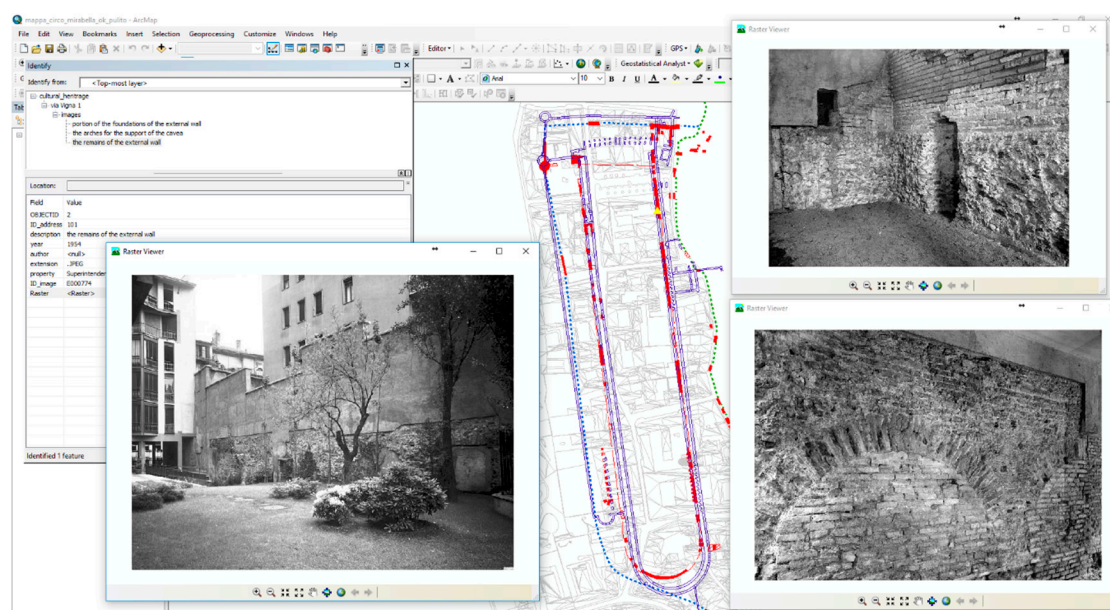 mappa_circo_mirabella_ok_pulito - ArcMap
File Edit View Bookmarks Insert Selection Geoprocessing Customize Windows Help
Editor
GPS
Geostatistical Analyst
Arial 10 B I U A
Identify
Identify from: <Top-most layer>
cultural_heritrage
via Vigna 1
images
portion of the foundations of the external wall
the arches for the support of the cavea
the remains of the external wall
Location:
Field Value
OBJECTID 2
ID_address 101
description the remains of the external wall
year 1954
author <null>
extension .JPEG
property Superintenden
ID_image E800774
Raster <Raster>
Identified 1 feature
Raster Viewer
Raster Viewer
Raster Viewer